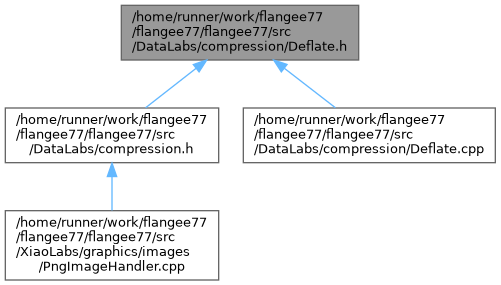 /home/runner/work/flangee77
/flangee77/flangee77/src
/DataLabs/compression/Deflate.h
/home/runner/work/flangee77
/flangee77/flangee77/src
/DataLabs/compression.h
/home/runner/work/flangee77
/flangee77/flangee77/src
/DataLabs/compression/Deflate.cpp
/home/runner/work/flangee77
/flangee77/flangee77/src
/XiaoLabs/graphics/images
/PngImageHandler.cpp